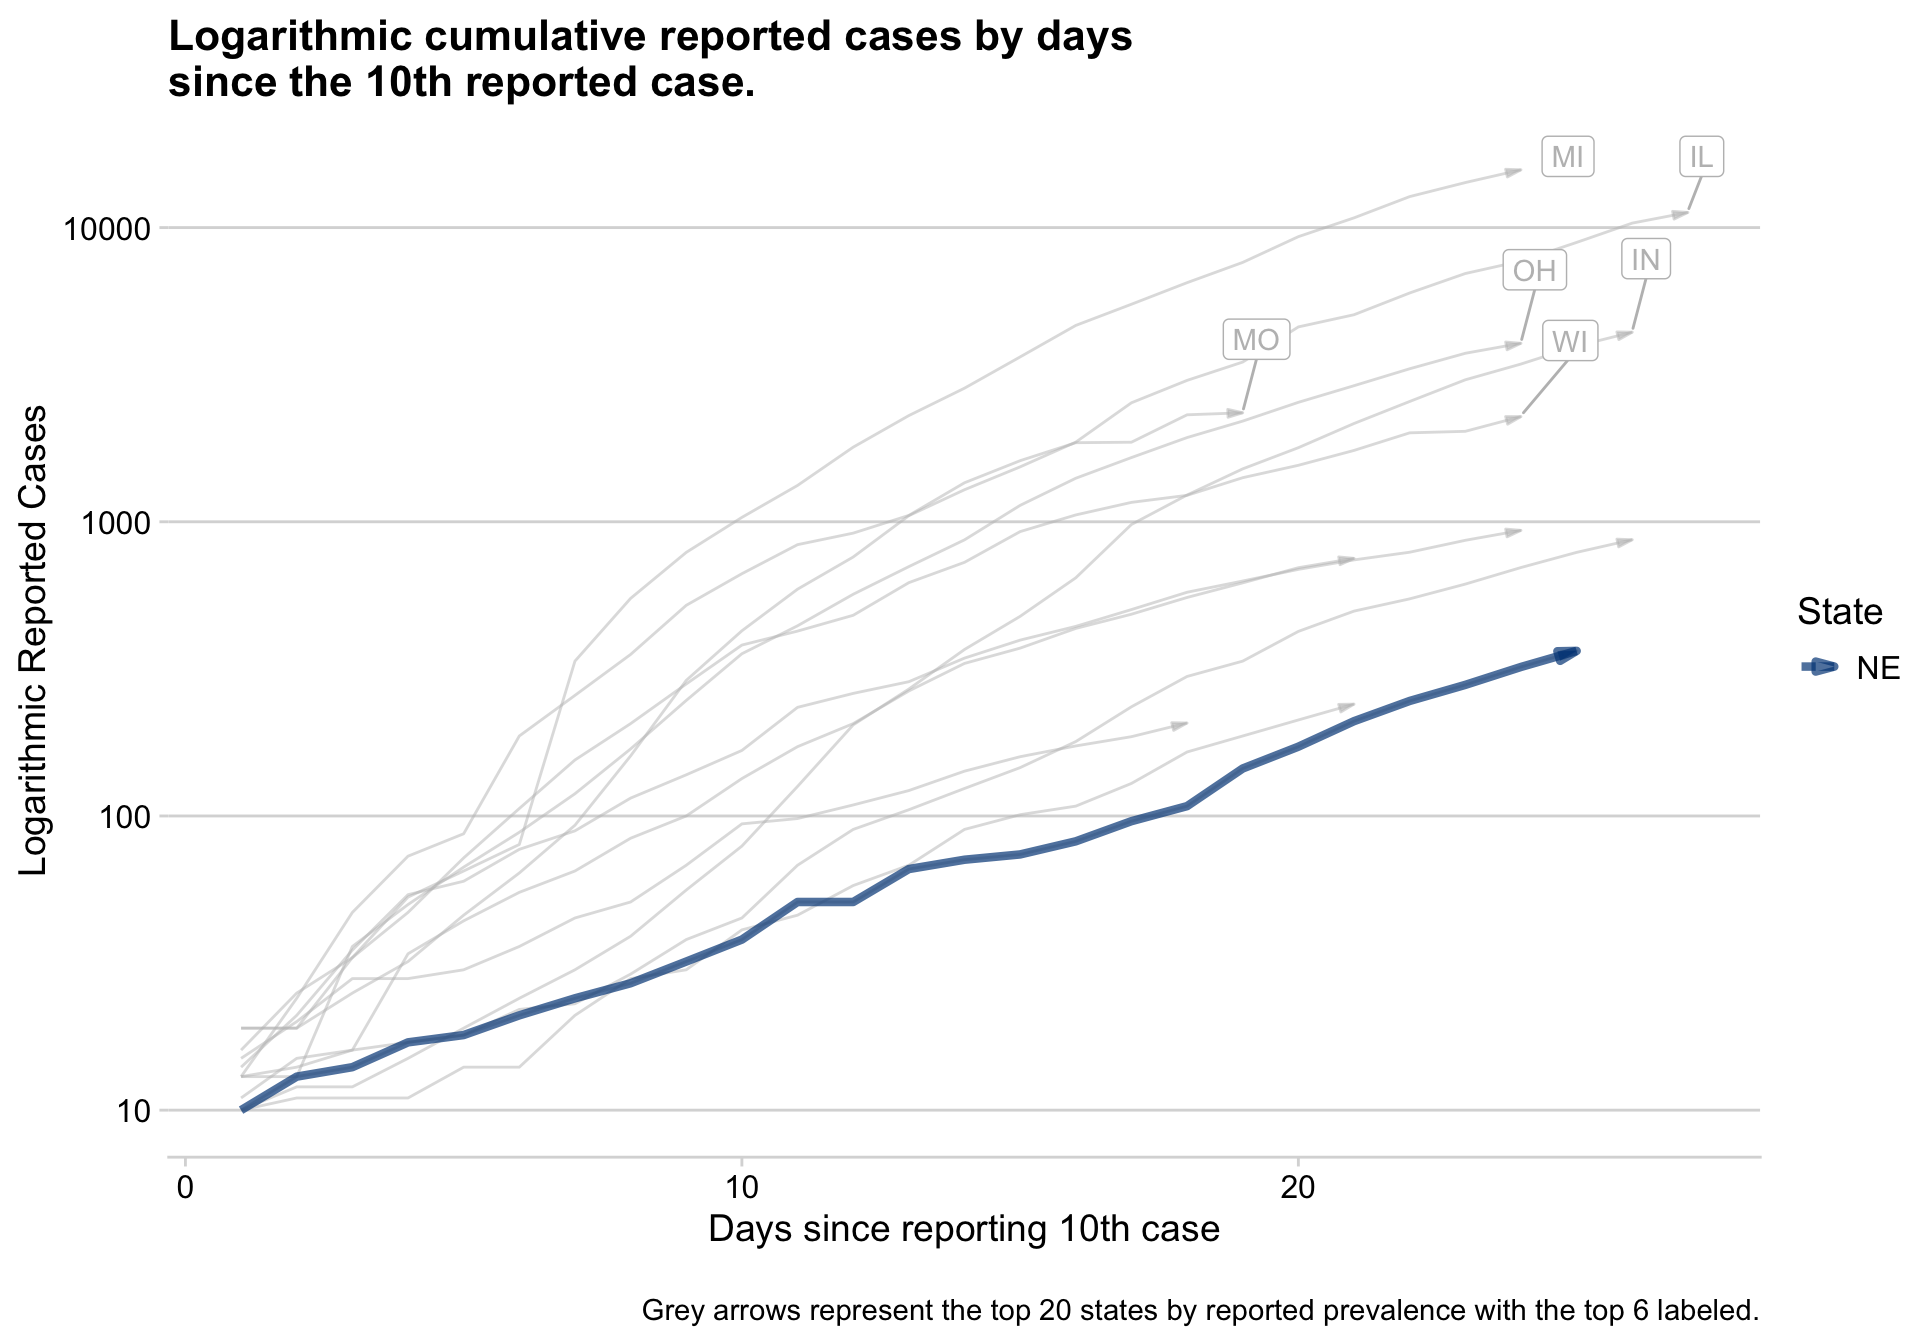 Logarithmic cumulative reported cases by days
since the 10th reported case.
MI
IL
10000
OH
IN
MO
WI
1000
100
10
Logarithmic Reported Cases
State
NE
0
10
20
Days since reporting 10th case
Grey arrows represent the top 20 states by reported prevalence with the top 6 labeled.